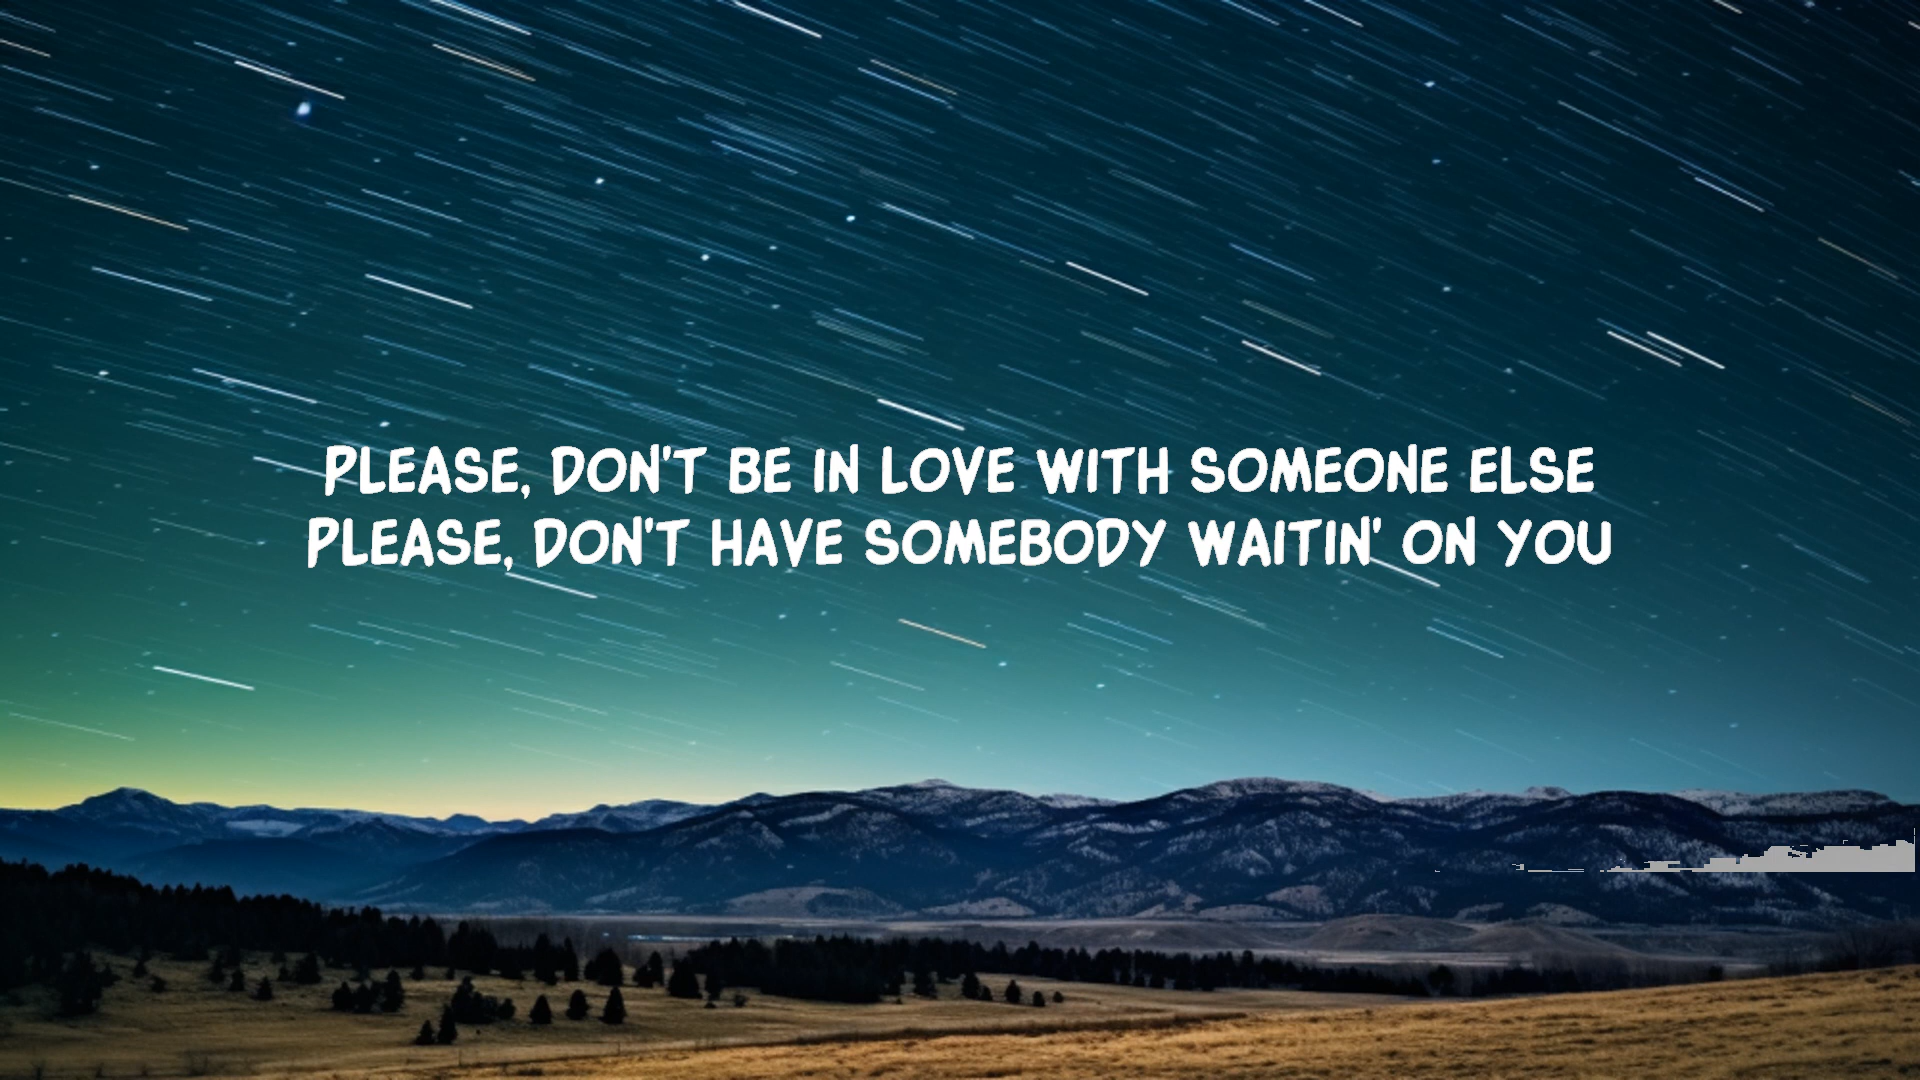 PLEASE, DON'T BE IN LOVE WITH SOMEONE ELSE
PLEASE, DON'T HAVE SOMEBODY WAITIN' ON YOU